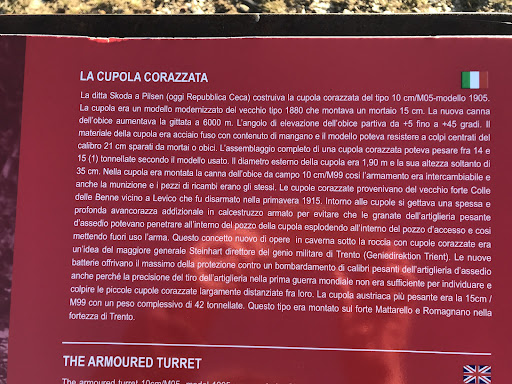 LA CUPOLA CORAZZATA
La ditta Skoda a Pilsen (oggi Repubblica Ceca) costruiva la cupola corazzata del tipo 10 cm/M05-modello 1905.
La cupola era un modello modernizzato del vecchio tipo 1880 che montava un mortaio 15 cm. La nuova canna
dell'obice aumentava la gittata a 6000 m. L'angolo di elevazione dell'obice partiva da +5 fino a +45 gradi. Il
materiale della cupola era acciaio fuso con contenuto di mangano e il modello poteva resistere a colpi centrati del
calibro 21 cm sparati da mortai o obici. L'assemblaggio completo di una cupola corazzata poteva pesare fra 14 e
15 (1) tonnellate secondo il modello usato. Il diametro esterno della cupola era 1,90 m e la sua altezza soltanto di
35 cm. Nella cupola era montata la canna dell'obice da campo 10 cm/M99 così l'armamento era intercambiabile e
anche la munizione e i pezzi di ricambi erano gli stessi. Le cupole corazzate provenivano del vecchio forte Colle
delle Benne vicino a Levico che fu disarmato nella primavera 1915. Intorno alle cupole si gettava una spessa e
profonda avancorazza addizionale in calcestruzzo armato per evitare che le granate dell'artiglieria pesante
d'assedio potevano penetrare all'interno del pozzo della cupola esplodendo all'interno del pozzo d'accesso e così
mettendo fuori uso l'arma. Questo concetto nuovo di opere in caverna sotto la roccia con cupole corazzate era
un'idea del maggiore generale Steinhart direttore del genio militare di Trento (Geniedirektion Trient). Le nuove
batterie offrivano il massimo della protezione contro un bombardamento di calibri pesanti dell'artiglieria d'assedio
anche perché la precisione del tiro dell'artiglieria nella prima guerra mondiale non era sufficiente per individuare e
colpire le piccole cupole corazzate largamente distanziate fra loro. La cupola austriaca più pesante era la 15cm /
M99 con un peso complessivo di 42 tonnellate. Questo tipo era montato sui forte Mattarello e Romagnano nella
fortezza di Trento.
THE ARMOURED TURRET